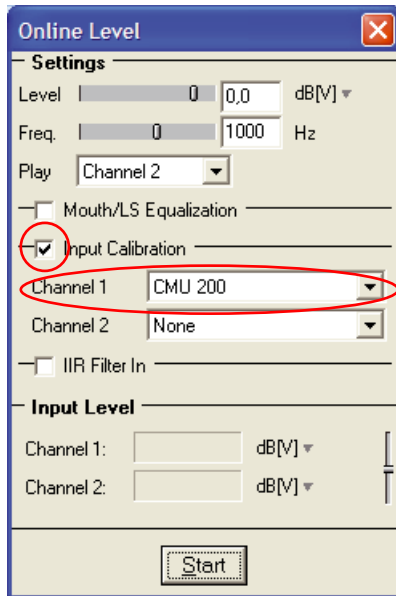 Online Level
Settings
Level 0 0,0 dB[V]
Freq. 0 1000 Hz
Play Channel 2
Mouth/LS Equalization
Input Calibration
Channel 1 CMU 200
Channel 2 None
IIR Filter In
Input Level
Channel 1: dB[V]
Channel 2: dB[V]
Start